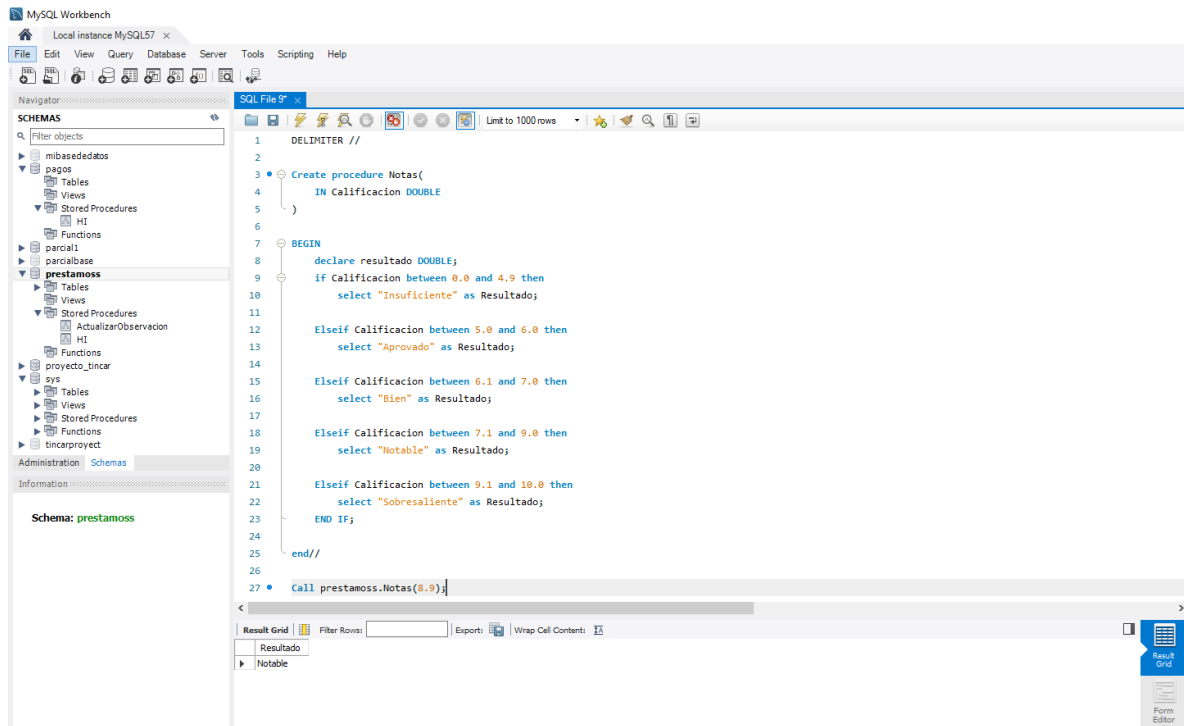 MySQL Workbench
Local instance MySQL57 ×
File Edit View Query Database Server Tools Scripting Help
Navigator
SCHEMAS
Filter objects
mibasededatos
pagos
Tables
Views
Stored Procedures
HI
Functions
parcial1
parcialbase
prestamoss
Tables
Views
Stored Procedures
ActualizarObservacion
HI
Functions
proyecto_tincar
sys
Tables
Views
Stored Procedures
Functions
tincarproyect
Administration Schemas
Information
Schema: prestamoss
SQL File 9* ×
Limit to 1000 rows
1 DELIMITER //
2
3 Create procedure Notas(
4 IN Calificacion DOUBLE
5 )
6
7 BEGIN
8 declare resultado DOUBLE;
9 if Calificacion between 0.0 and 4.9 then
10 select "Insuficiente" as Resultado;
11
12 Elseif Calificacion between 5.0 and 6.0 then
13 select "Aprovado" as Resultado;
14
15 Elseif Calificacion between 6.1 and 7.0 then
16 select "Bien" as Resultado;
17
18 Elseif Calificacion between 7.1 and 9.0 then
19 select "Notable" as Resultado;
20
21 Elseif Calificacion between 9.1 and 10.0 then
22 select "Sobresaliente" as Resultado;
23 END IF;
24
25 end//
26
27 Call prestamoss.Notas(8.9);
Result Grid Filter Rows: Export: Wrap Cell Content:
Resultado
Notable
Result
Grid
Form
Editor